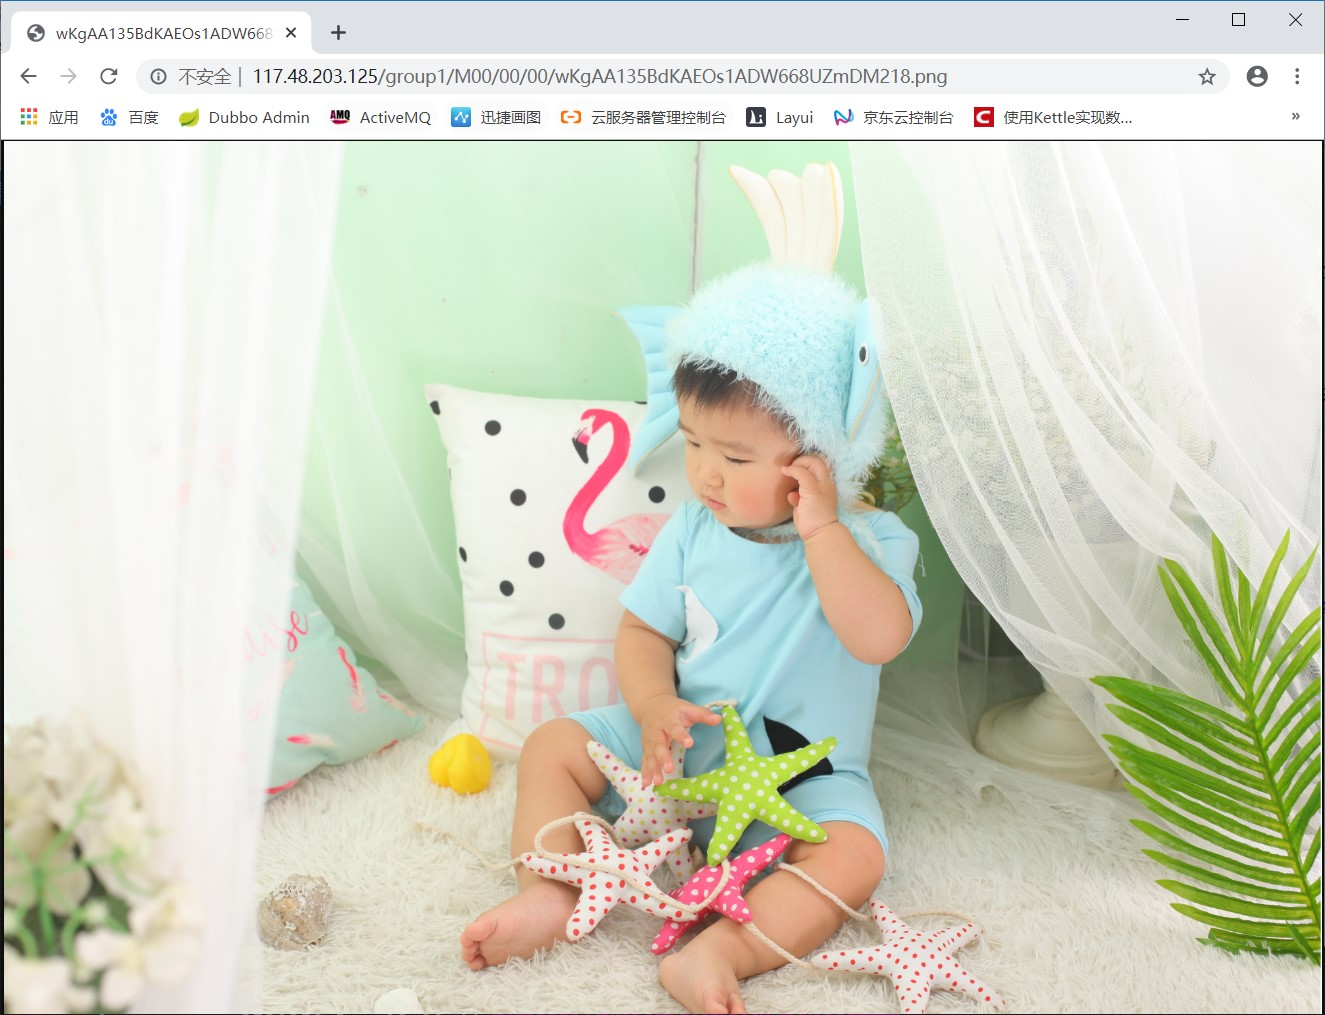 wKgAA135BdKAEOs1ADW668
不安全 | 117.48.203.125/group1/M00/00/00/wKgAA135BdKAEOs1ADW668UZmDM218.png
应用 百度 Dubbo Admin AMQ ActiveMQ 迅捷画图 云服务器管理控制台 Layui 京东云控制台 使用Kettle实现数... »
TRO